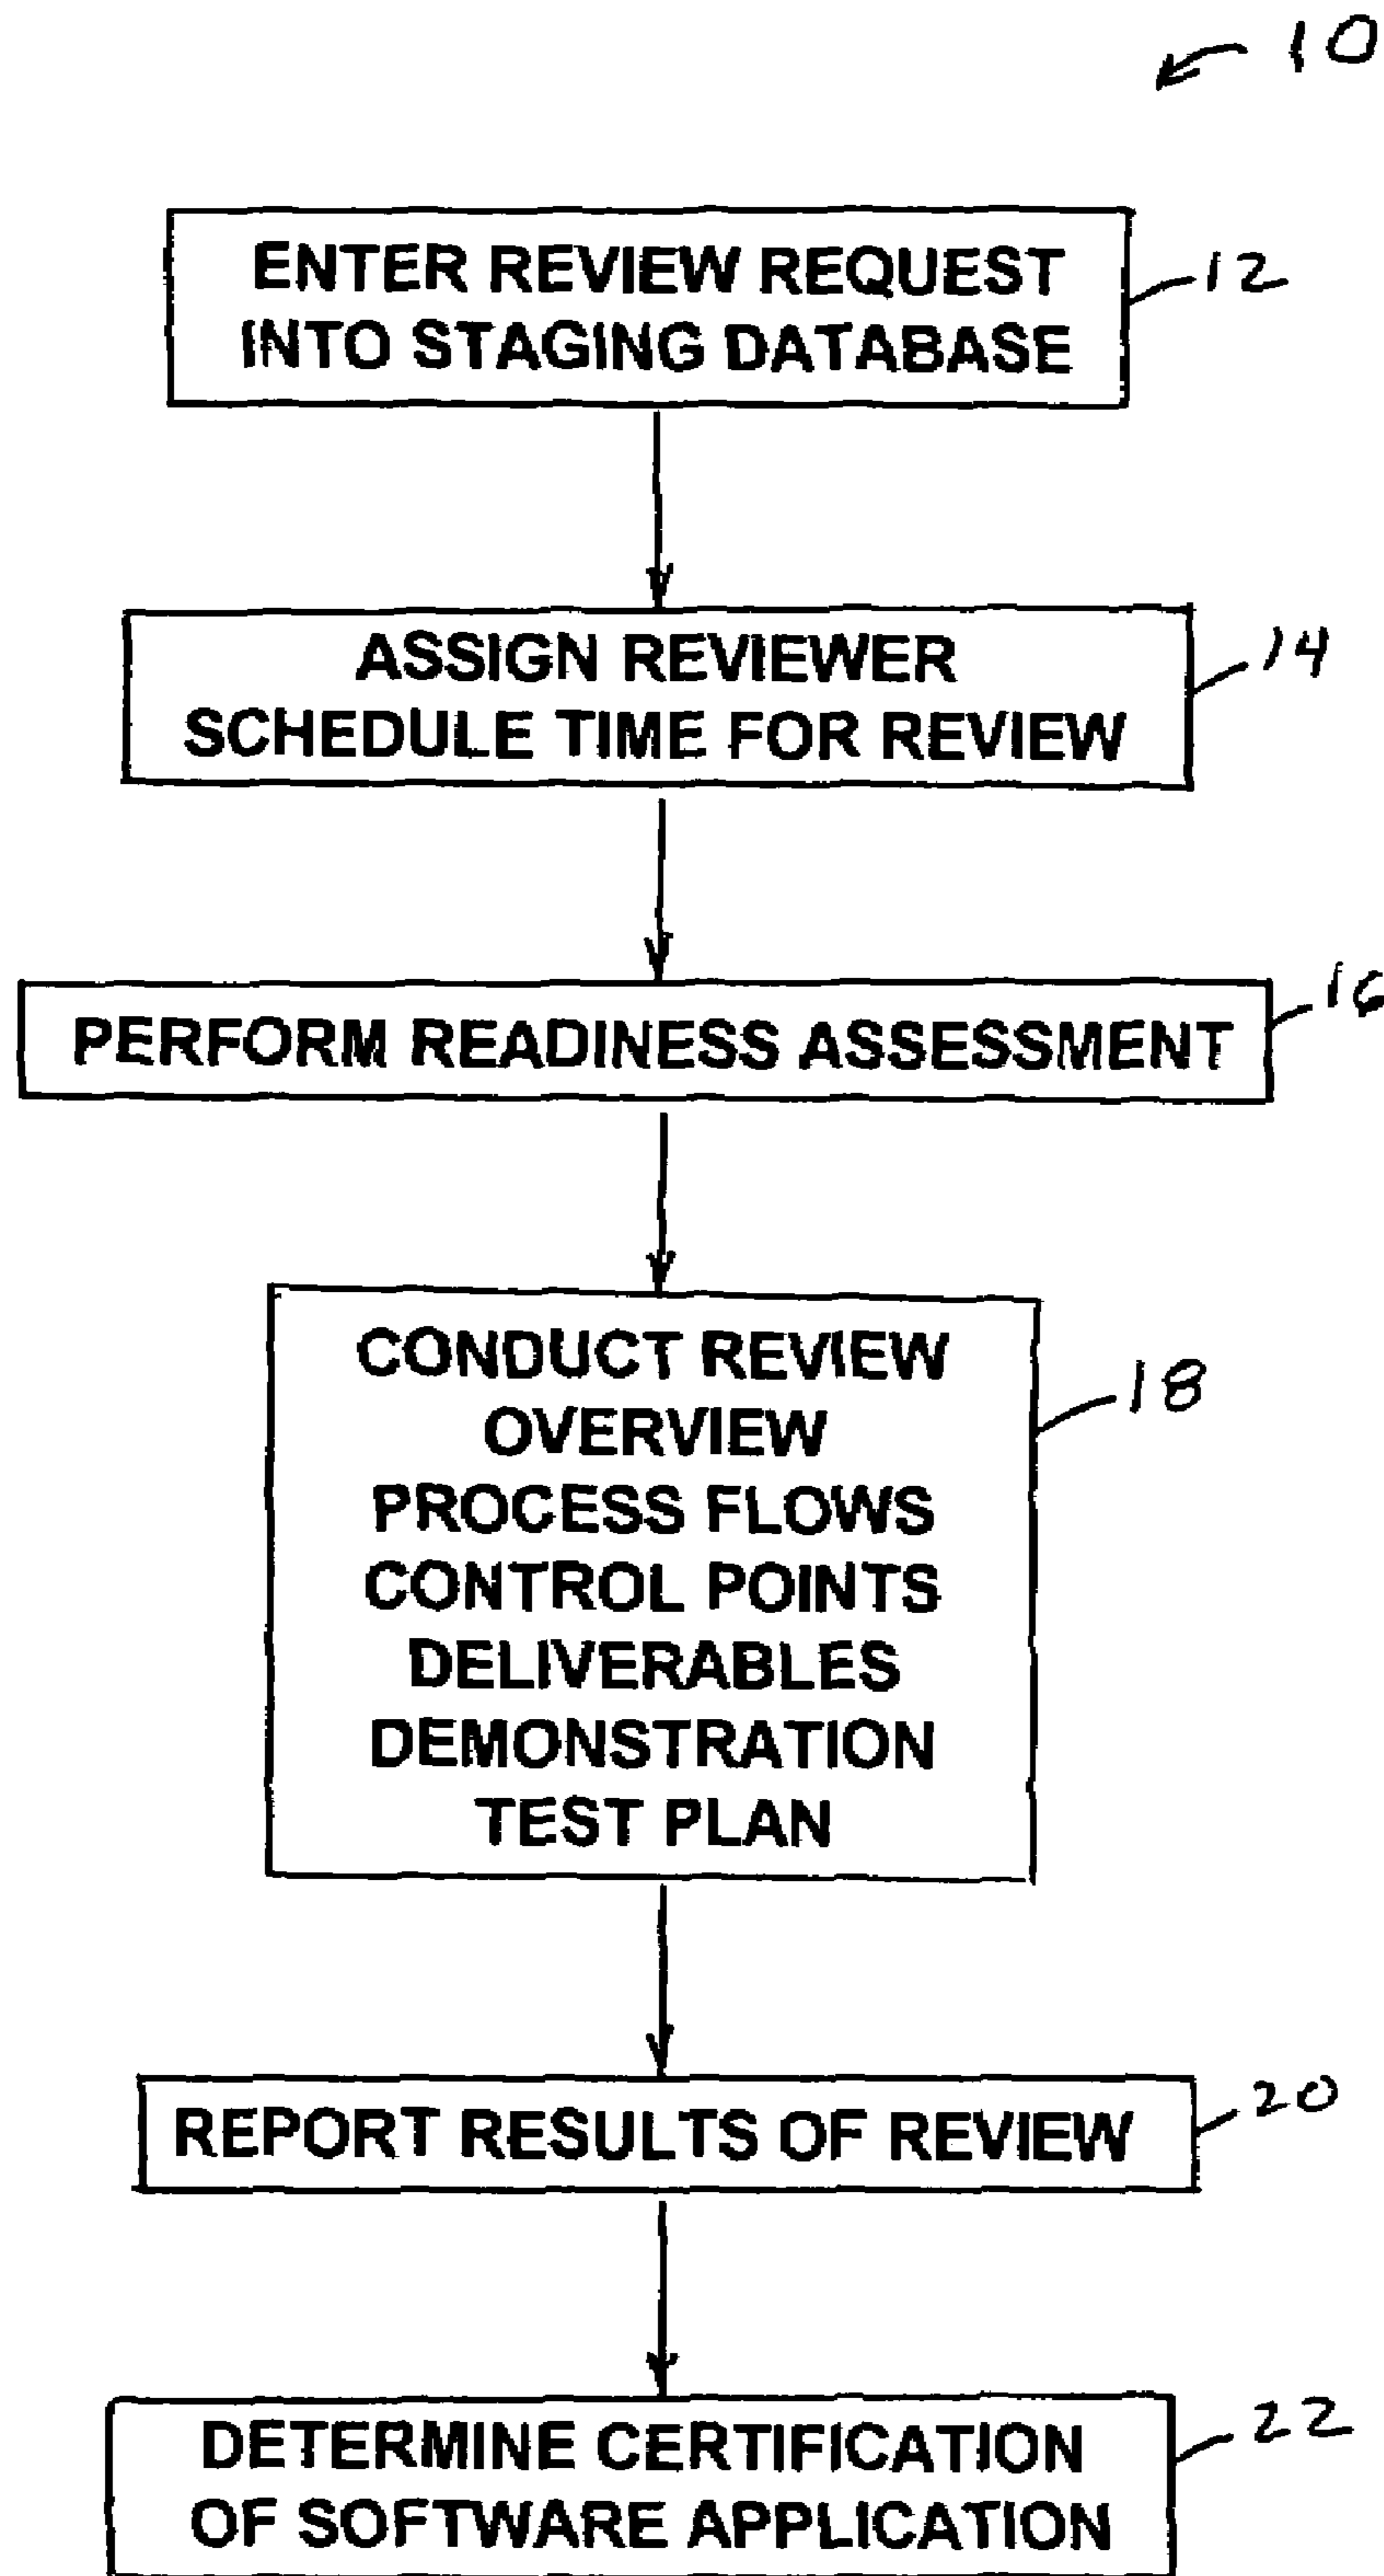 10
ENTER REVIEW REQUEST
INTO STAGING DATABASE
12
ASSIGN REVIEWER
SCHEDULE TIME FOR REVIEW
14
PERFORM READINESS ASSESSMENT
16
CONDUCT REVIEW
OVERVIEW
PROCESS FLOWS
CONTROL POINTS
DELIVERABLES
DEMONSTRATION
TEST PLAN
18
REPORT RESULTS OF REVIEW
20
DETERMINE CERTIFICATION
OF SOFTWARE APPLICATION
22